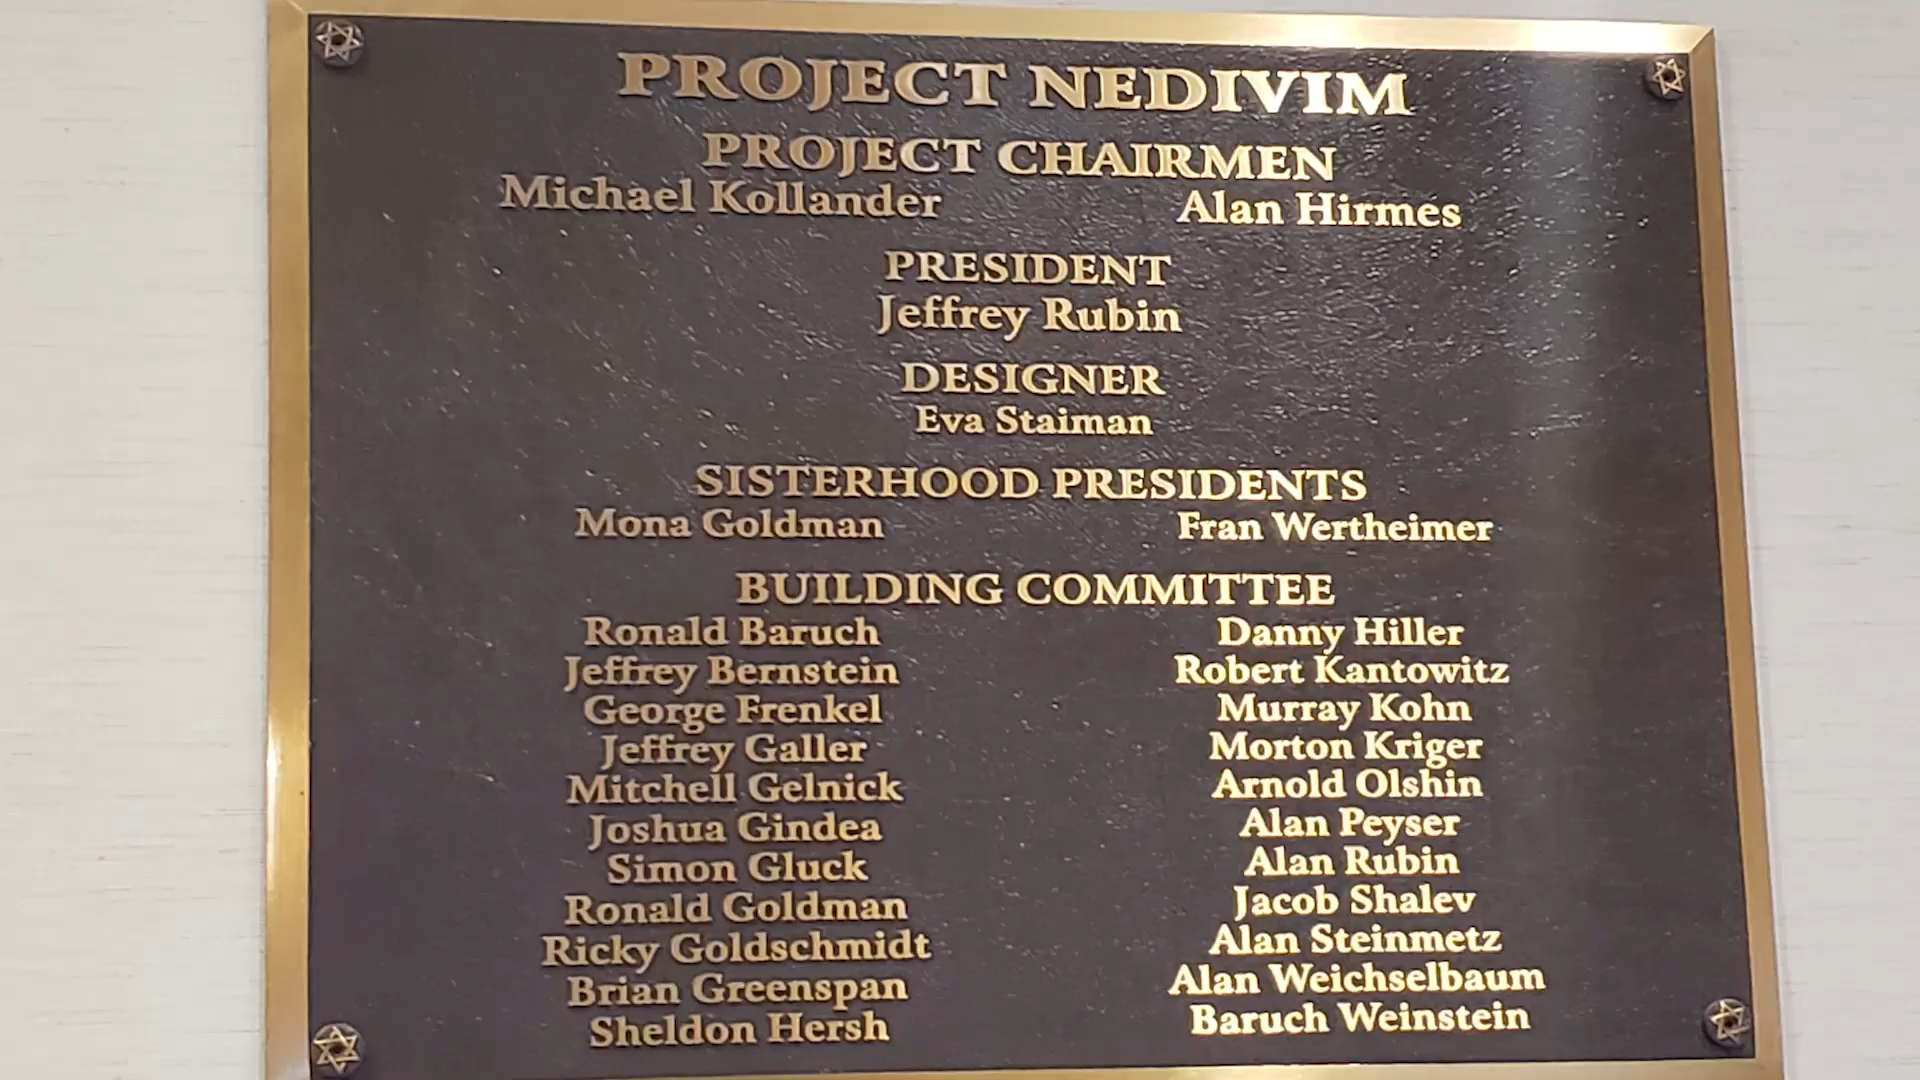 PROJECT NEDIVIM
PROJECT CHAIRMEN
Michael Kollander Alan Hirmes
PRESIDENT
Jeffrey Rubin
DESIGNER
Eva Staiman
SISTERHOOD PRESIDENTS
Mona Goldman Fran Wertheimer
BUILDING COMMITTEE
Ronald Baruch Danny Hiller
Jeffrey Bernstein Robert Kantowitz
George Frenkel Murray Kohn
Jeffrey Galler Morton Kriger
Mitchell Gelnick Arnold Olshin
Joshua Gindea Alan Peyser
Simon Gluck Alan Rubin
Ronald Goldman Jacob Shalev
Ricky Goldschmidt Alan Steinmetz
Brian Greenspan Alan Weichselbaum
Sheldon Hersh Baruch Weinstein